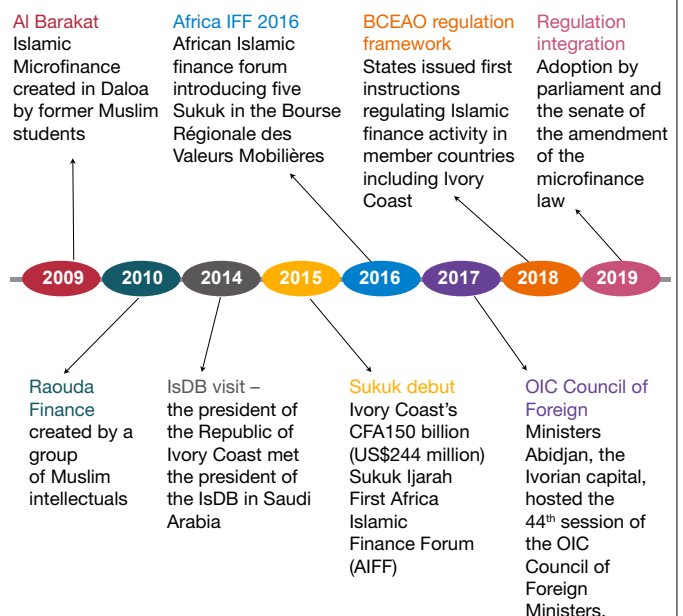 Al Barakat
Islamic
Microfinance
created in Daloa
by former Muslim
students
Africa IFF 2016
African Islamic
finance forum
introducing five
Sukuk in the Bourse
Régionale des
Valeurs Mobilières
BCEAO regulation
framework
States issued first
instructions
regulating Islamic
finance activity in
member countries
including Ivory
Coast
Regulation
integration
Adoption by
parliament and
the senate of
the amendment
of the
microfinance
law
2009 2010 2014 2015 2016 2017 2018 2019
Raouda
Finance
created by a
group
of Muslim
intellectuals
IsDB visit –
the president of
the Republic of
Ivory Coast met
the president of
the IsDB in Saudi
Arabia
Sukuk debut
Ivory Coast’s
CFA150 billion
(US$244 million)
Sukuk Ijarah
First Africa
Islamic
Finance Forum
(AIFF)
OIC Council of
Foreign
Ministers
Abidjan, the
Ivorian capital,
hosted the
44th session of
the OIC
Council of
Foreign
Ministers.